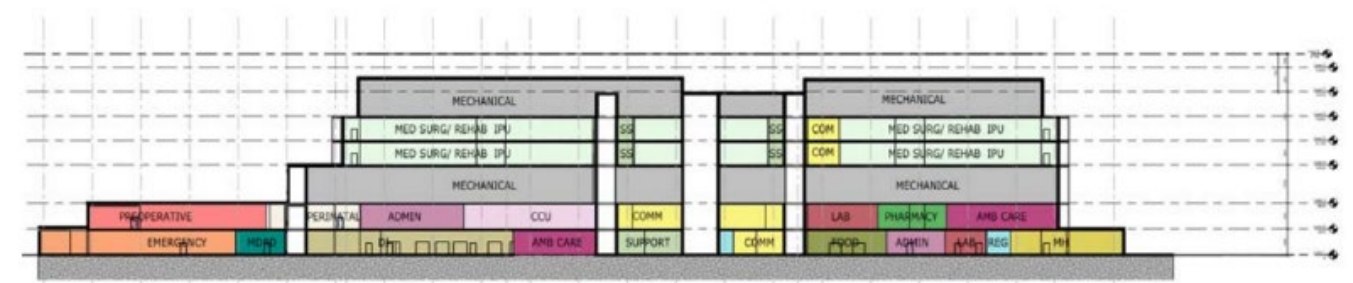 MECHANICAL MECHANICAL
MED SURG/ REHAB IPU SS SS COM MED SURG/ REHAB IPU
MED SURG/ REHAB IPU SS SS COM MED SURG/ REHAB IPU
MECHANICAL MECHANICAL
PREOPERATIVE PERINATAL ADMIN CCU COMM LAB PHARMACY AMB CARE
EMERGENCY DI AMB CARE SUPPORT COMM FOOD ADMIN LAB REG MH